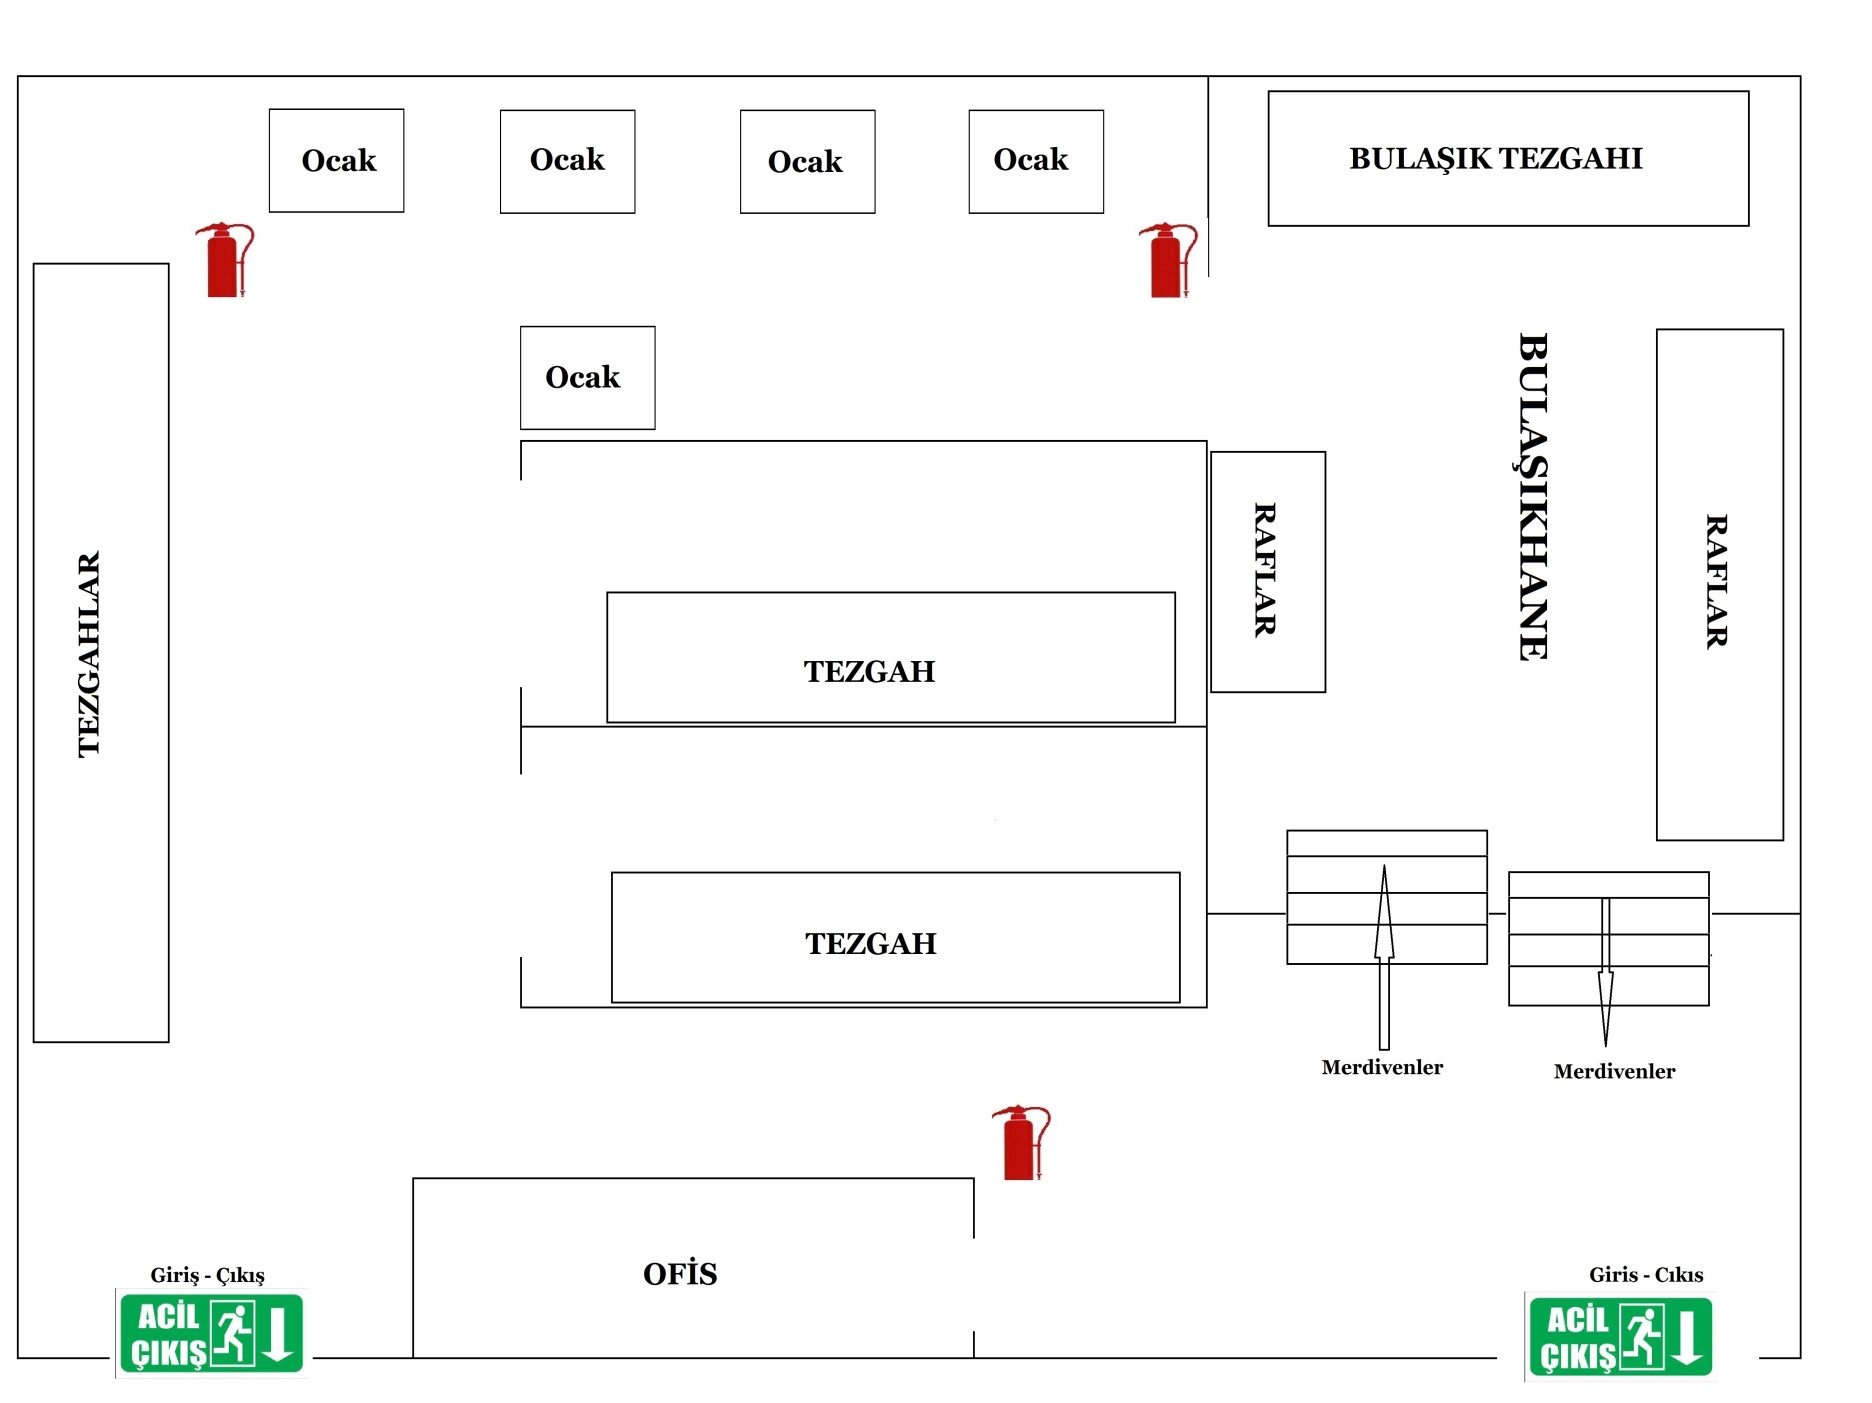 Ocak
Ocak
Ocak
Ocak
BULAŞIK TEZGAHI
Ocak
BULAŞIKHANE
RAFLAR
RAFLAR
TEZGAHLAR
TEZGAH
TEZGAH
Merdivenler
Merdivenler
OFİS
Giriş - Çıkış
ACİL
ÇIKIŞ
Giris - Cıkıs
ACİL
ÇIKIŞ